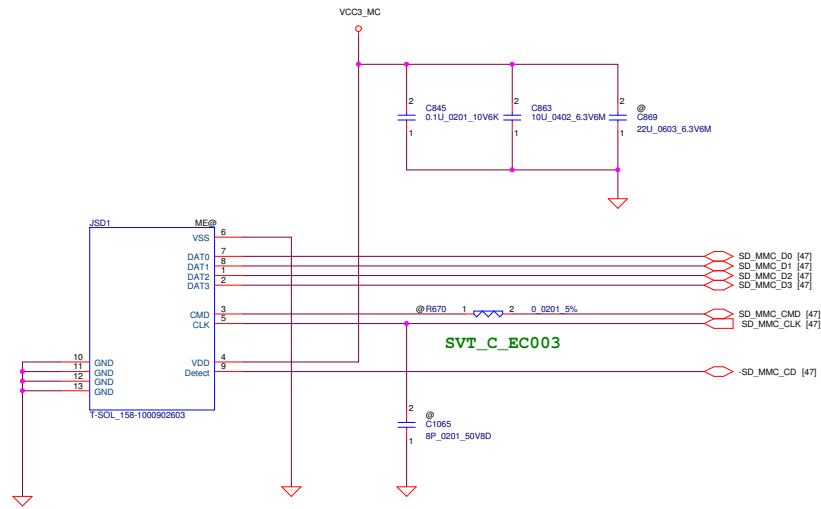 VCC3_MC
2
C845
0.1U_0201_10V6K
1
2
C863
10U_0402_6.3V6M
1
2
@
C869
22U_0603_6.3V6M
1
JSD1
ME@
VSS 6
DAT0 7
SD_MMC_D0 [47]
DAT1 8
SD_MMC_D1 [47]
DAT2 1
SD_MMC_D2 [47]
DAT3 2
SD_MMC_D3 [47]
CMD 3
@ R670 1 2 0_0201_5%
SD_MMC_CMD [47]
CLK 5
SD_MMC_CLK [47]
SVT_C_EC003
10 GND
VDD 4
11 GND
Detect 9
-SD_MMC_CD [47]
12 GND
13 GND
T-SOL_158-1000902603
2
@
C1065
8P_0201_50V8D
1